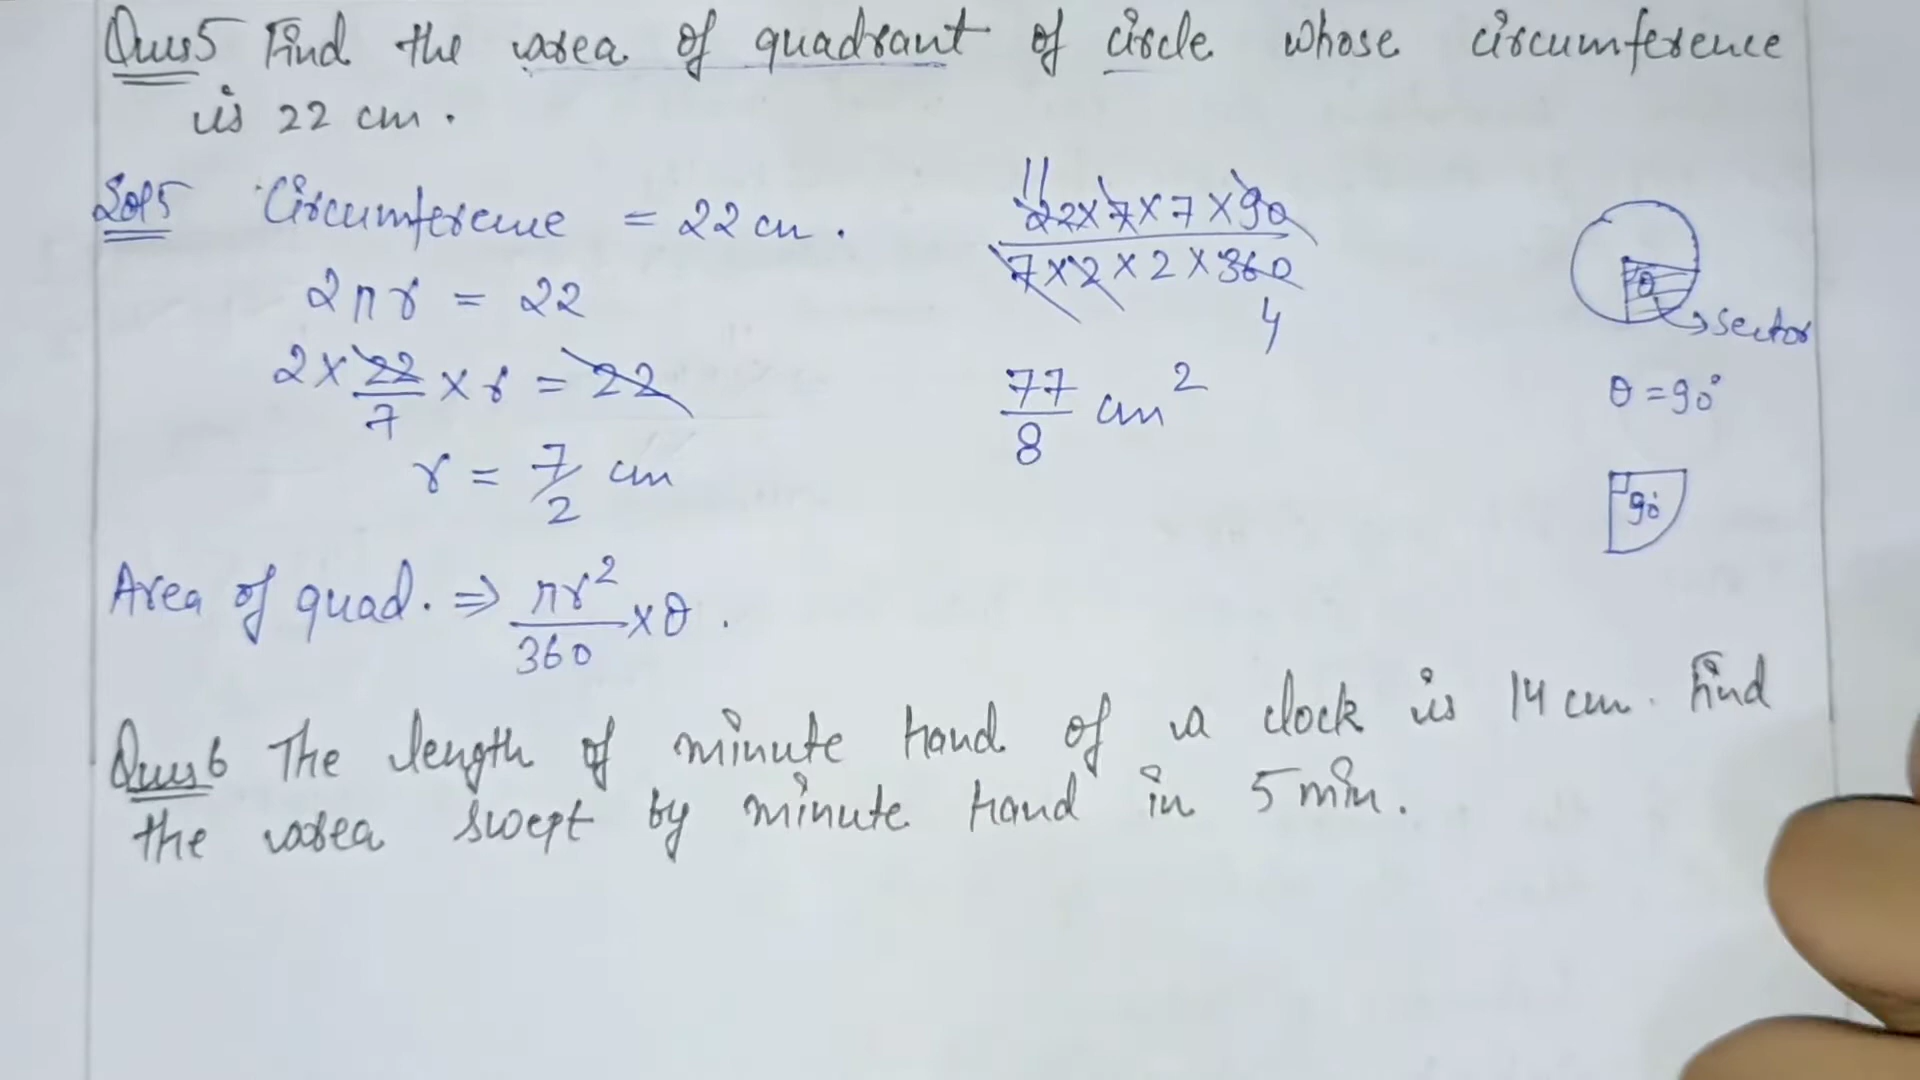 Ques5 Find the area of quadrant of circle whose circumference
is 22 cm.
Sol5 Circumference = 22 cm.
2πr = 22
2 × 22/7 × r = 22
r = 7/2 cm
Area of quad. ⇒ πr²/360 × θ.
11
22×7×7×90
7×2×2×360
4
77/8 cm²
θ
→ sector
θ = 90°
90°
Ques6 The length of minute hand of a clock is 14 cm. Find
the area swept by minute hand in 5 min.